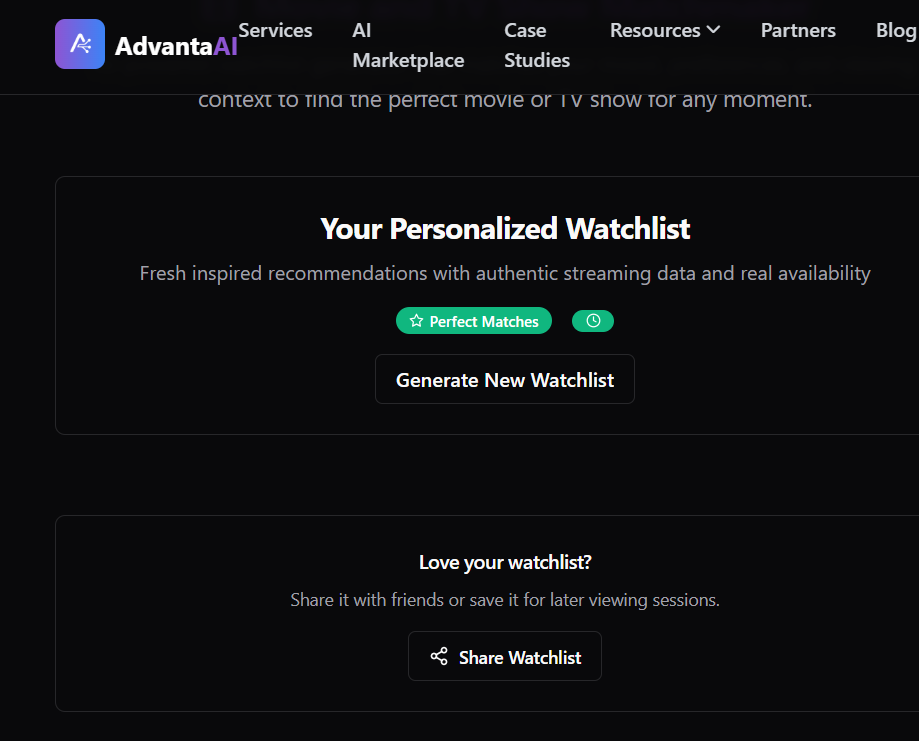 AdvantaAI
Services
AI
Marketplace
Case
Studies
Resources
Partners
Blog
context to find the perfect movie or TV show for any moment.
Your Personalized Watchlist
Fresh inspired recommendations with authentic streaming data and real availability
Perfect Matches
Generate New Watchlist
Love your watchlist?
Share it with friends or save it for later viewing sessions.
Share Watchlist